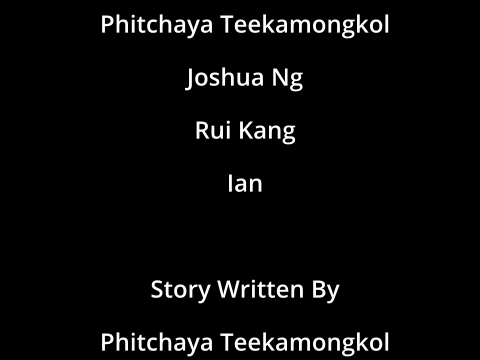 Phitchaya Teekamongkol
Joshua Ng
Rui Kang
Ian
Story Written By
Phitchaya Teekamongkol